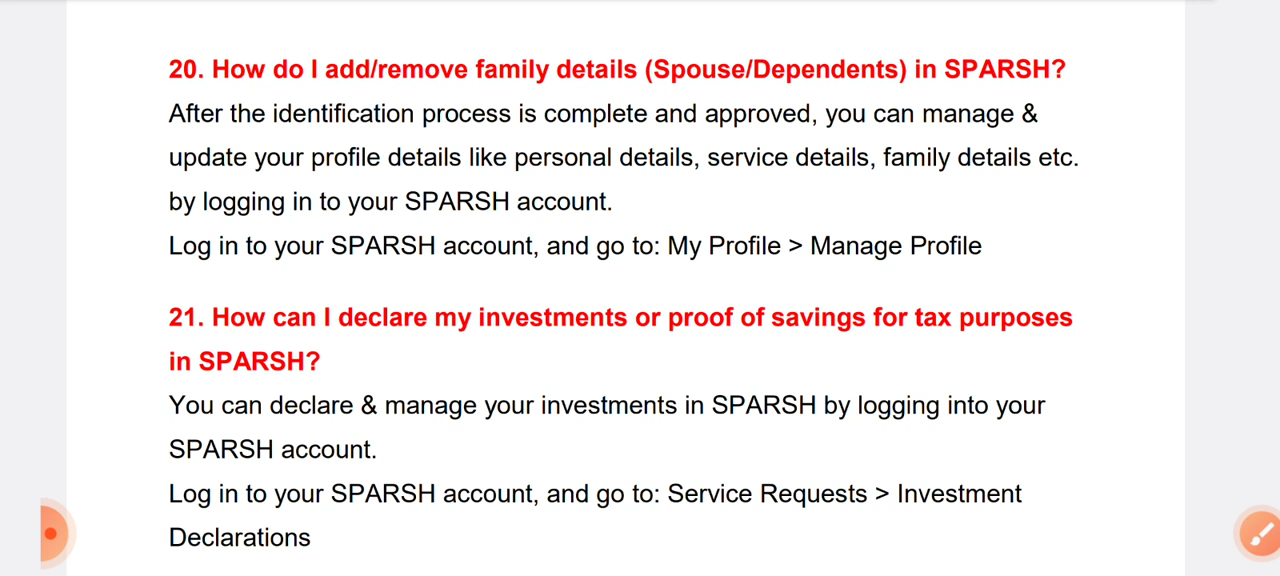 20. How do I add/remove family details (Spouse/Dependents) in SPARSH?
After the identification process is complete and approved, you can manage &
update your profile details like personal details, service details, family details etc.
by logging in to your SPARSH account.
Log in to your SPARSH account, and go to: My Profile > Manage Profile
21. How can I declare my investments or proof of savings for tax purposes
in SPARSH?
You can declare & manage your investments in SPARSH by logging into your
SPARSH account.
Log in to your SPARSH account, and go to: Service Requests > Investment
Declarations